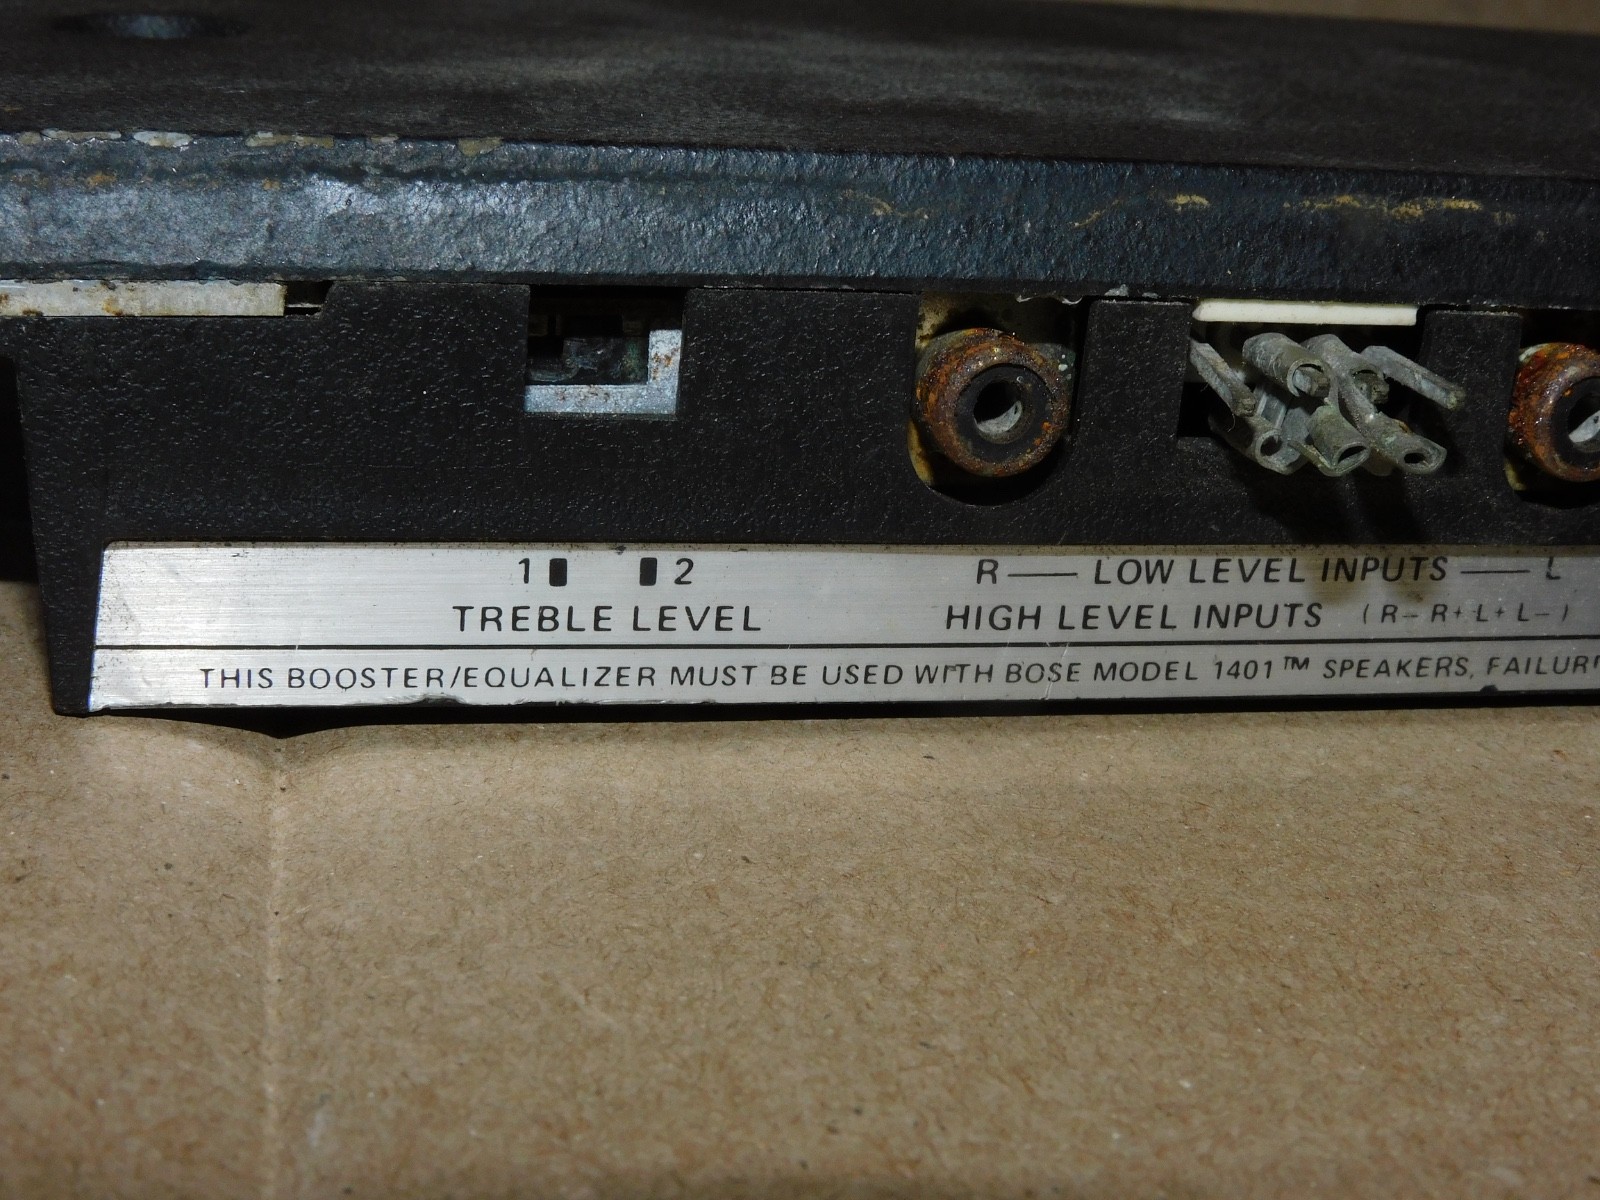 1 2
TREBLE LEVEL
R — LOW LEVEL INPUTS — L
HIGH LEVEL INPUTS (R- R+ L+ L-)
THIS BOOSTER/EQUALIZER MUST BE USED WITH BOSE MODEL 1401™ SPEAKERS, FAILUR